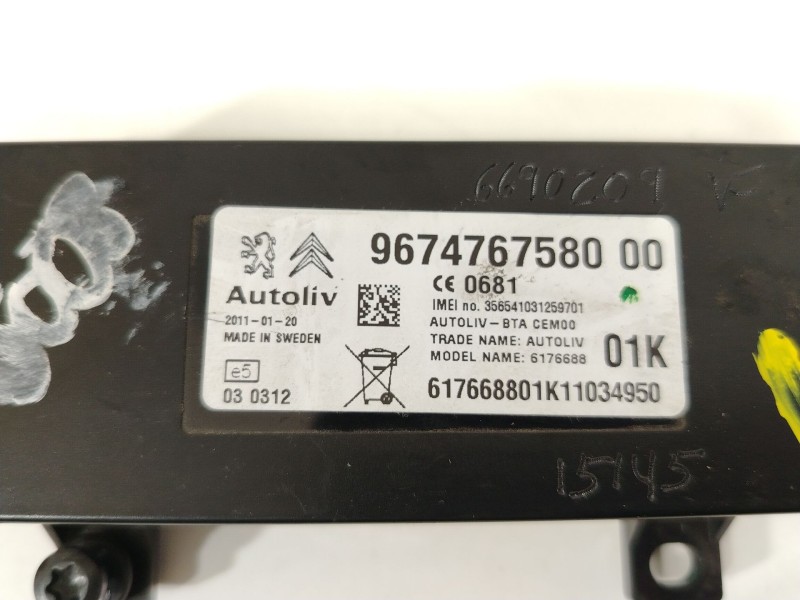 6690209
9674767580 00
CE 0681
IMEI no. 356541031259701
Autoliv
2011-01-20
MADE IN SWEDEN
AUTOLIV-BTA CEM00
TRADE NAME: AUTOLIV
MODEL NAME: 6176688
01K
e5
03 0312
617668801K11034950
15145